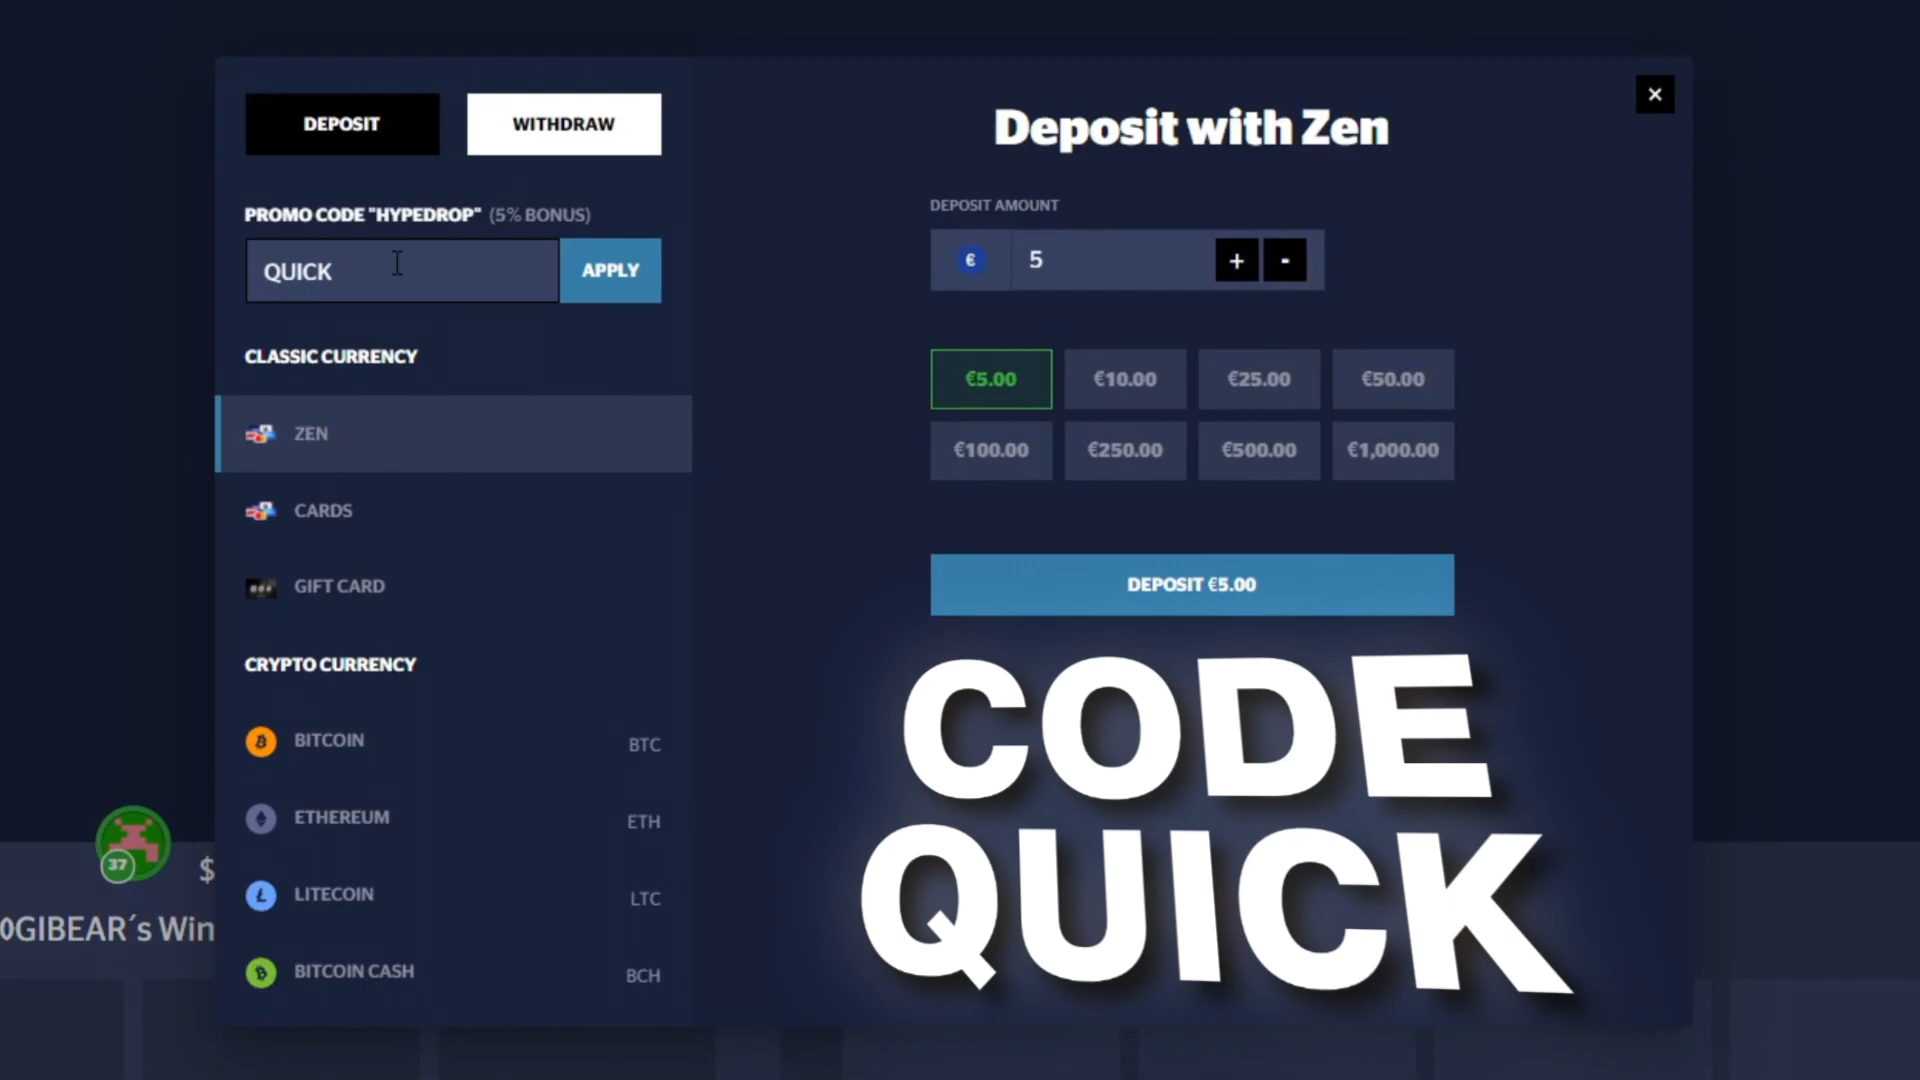 DEPOSIT
WITHDRAW
PROMO CODE "HYPEDROP" (5% BONUS)
QUICK
APPLY
CLASSIC CURRENCY
ZEN
CARDS
GIFT CARD
CRYPTO CURRENCY
BITCOIN BTC
ETHEREUM ETH
LITECOIN LTC
BITCOIN CASH BCH
×
Deposit with Zen
DEPOSIT AMOUNT
€ 5 + -
€5.00 €10.00 €25.00 €50.00
€100.00 €250.00 €500.00 €1,000.00
DEPOSIT €5.00
CODE
QUICK
37
$
OGIBEAR´s Win